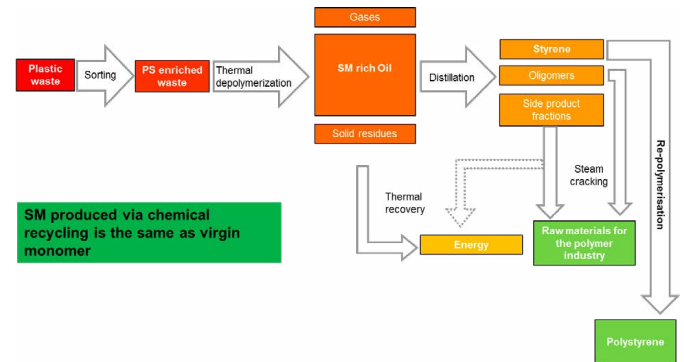 Gases
Plastic
waste
Sorting
PS enriched
waste
Thermal
depolymerization
SM rich Oil
Solid residues
Distillation
Styrene
Oligomers
Side product
fractions
Steam
cracking
Re-polymerisation
Thermal
recovery
SM produced via chemical
recycling is the same as virgin
monomer
Energy
Raw materials for
the polymer
industry
Polystyrene